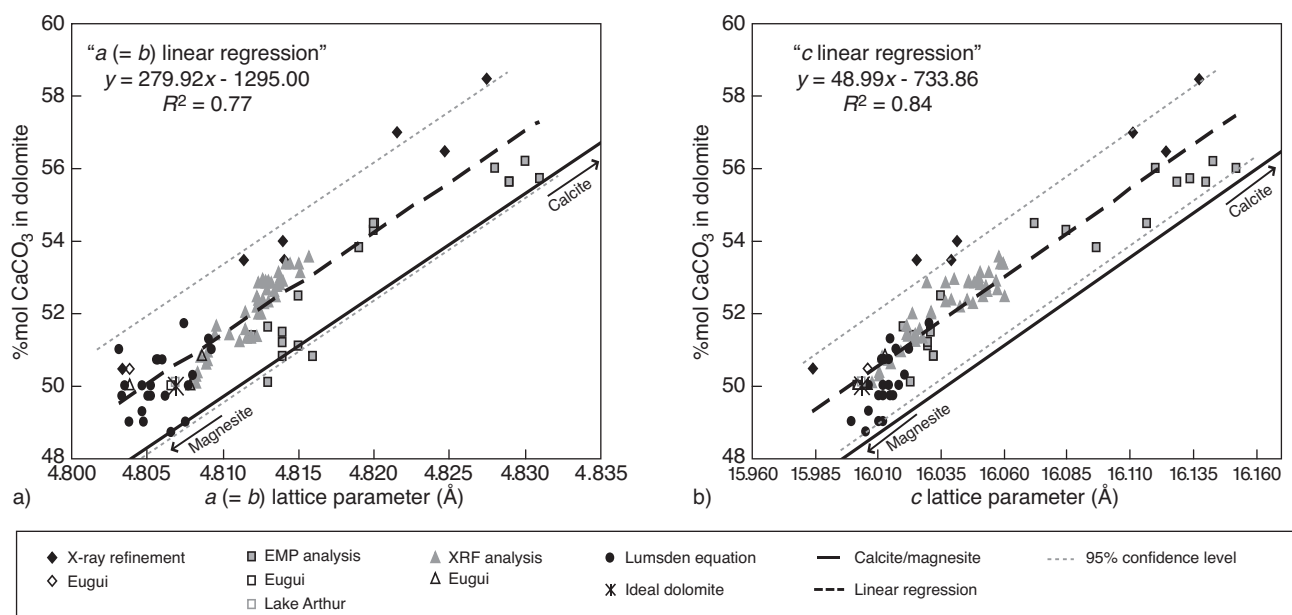 60
58
56
54
52
50
48
%mol CaCO3 in dolomite
"a (= b) linear regression"
y = 279.92x - 1295.00
R2 = 0.77
Calcite
Magnesite
4.800 4.805 4.810 4.815 4.820 4.825 4.830 4.835
a) a (= b) lattice parameter (Å)
60
58
56
54
52
50
48
%mol CaCO3 in dolomite
"c linear regression"
y = 48.99x - 733.86
R2 = 0.84
Calcite
Magnesite
15.960 15.985 16.010 16.035 16.060 16.085 16.110 16.135 16.160
b) c lattice parameter (Å)
X-ray refinement EMP analysis XRF analysis Lumsden equation Calcite/magnesite 95% confidence level
Eugui Eugui Eugui Ideal dolomite Linear regression
Lake Arthur